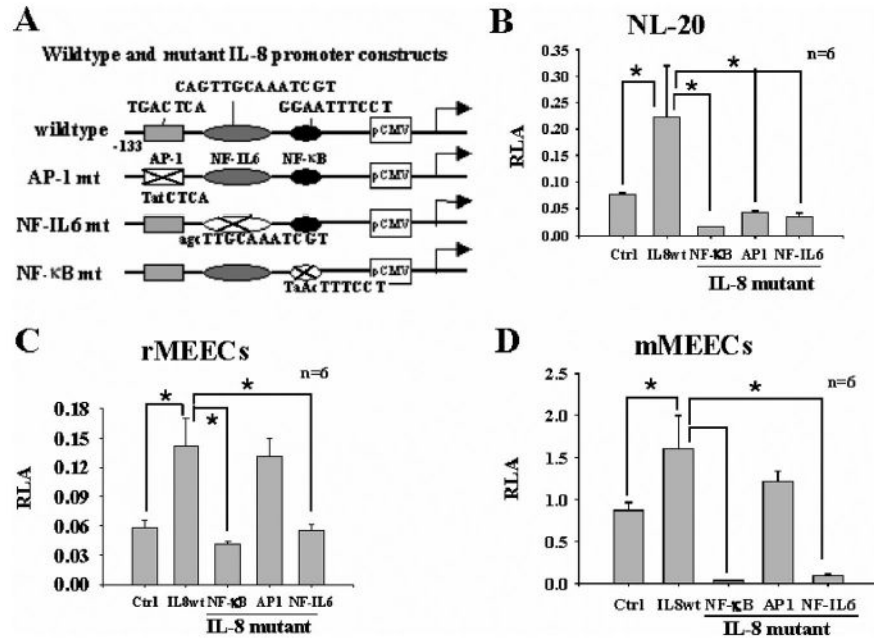 A
Wildtype and mutant IL-8 promoter constructs
CAGTTGCAAATCGT
TGACTCA
GGAATTTCCT
wildtype
pCMV
-133
AP-1
NF-IL6
NF-κB
AP-1 mt
pCMV
TatCTCA
NF-IL6 mt
pCMV
agtTTGCAAATCGT
NF-κB mt
pCMV
TaAcTTTCCT
B
NL-20
n=6
0.35
0.30
0.25
0.20
0.15
0.10
0.05
0.00
RLA
*
*
*
Ctrl IL8wt NF-κB AP1 NF-IL6
IL-8 mutant
C
rMEECs
n=6
0.18
0.15
0.12
0.09
0.06
0.03
0.00
RLA
*
*
*
Ctrl IL8wt NF-κB AP1 NF-IL6
IL-8 mutant
D
mMEECs
n=6
2.5
2.0
1.5
1.0
0.5
0.0
RLA
*
*
Ctrl IL8wt NF-κB AP1 NF-IL6
IL-8 mutant